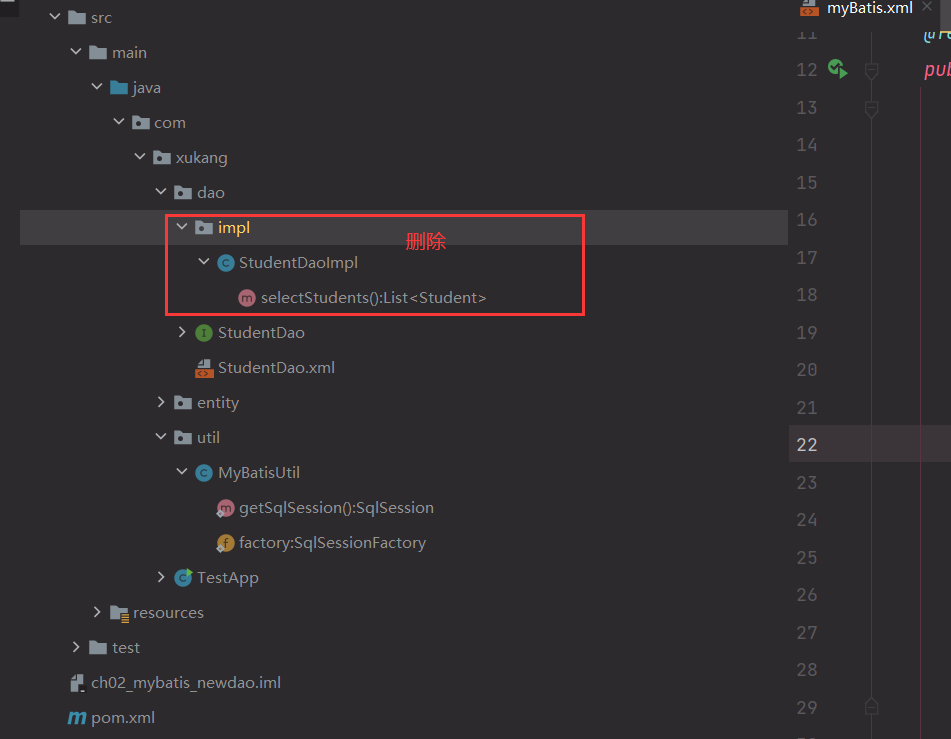 src
myBatis.xml
main
java
com
xukang
dao
impl
删除
StudentDaoImpl
selectStudents():List<Student>
StudentDao
StudentDao.xml
entity
util
MyBatisUtil
getSqlSession():SqlSession
factory:SqlSessionFactory
TestApp
resources
test
ch02_mybatis_newdao.iml
pom.xml
11
12 pub
13
14
15
16
17
18
19
20
21
22
23
24
25
26
27
28
29